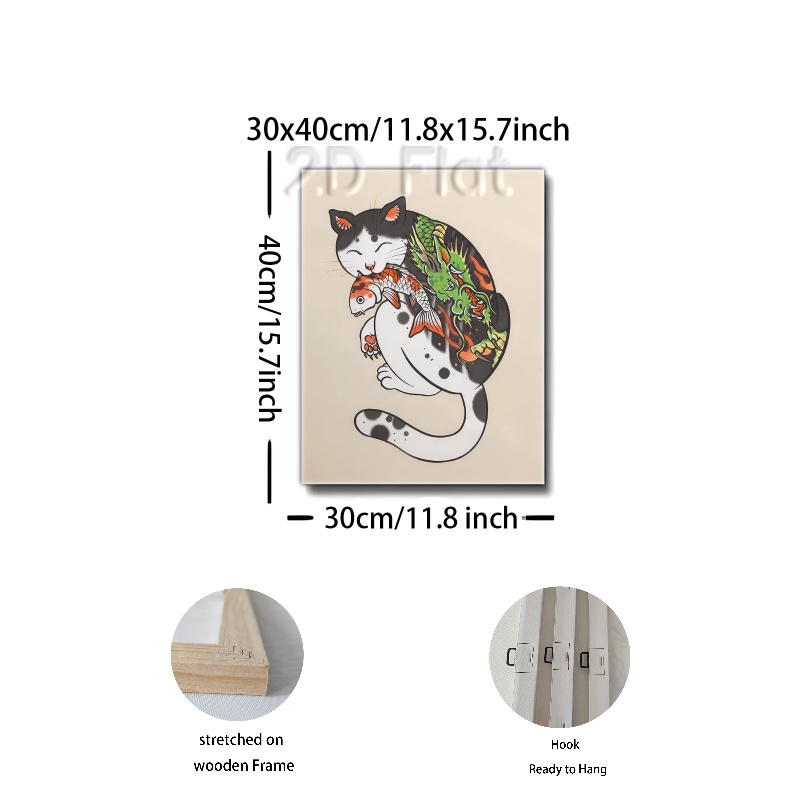 30x40cm/11.8x15.7inch
2D Flat
40cm/15.7inch
30cm/11.8 inch
stretched on
wooden Frame
Hook
Ready to Hang